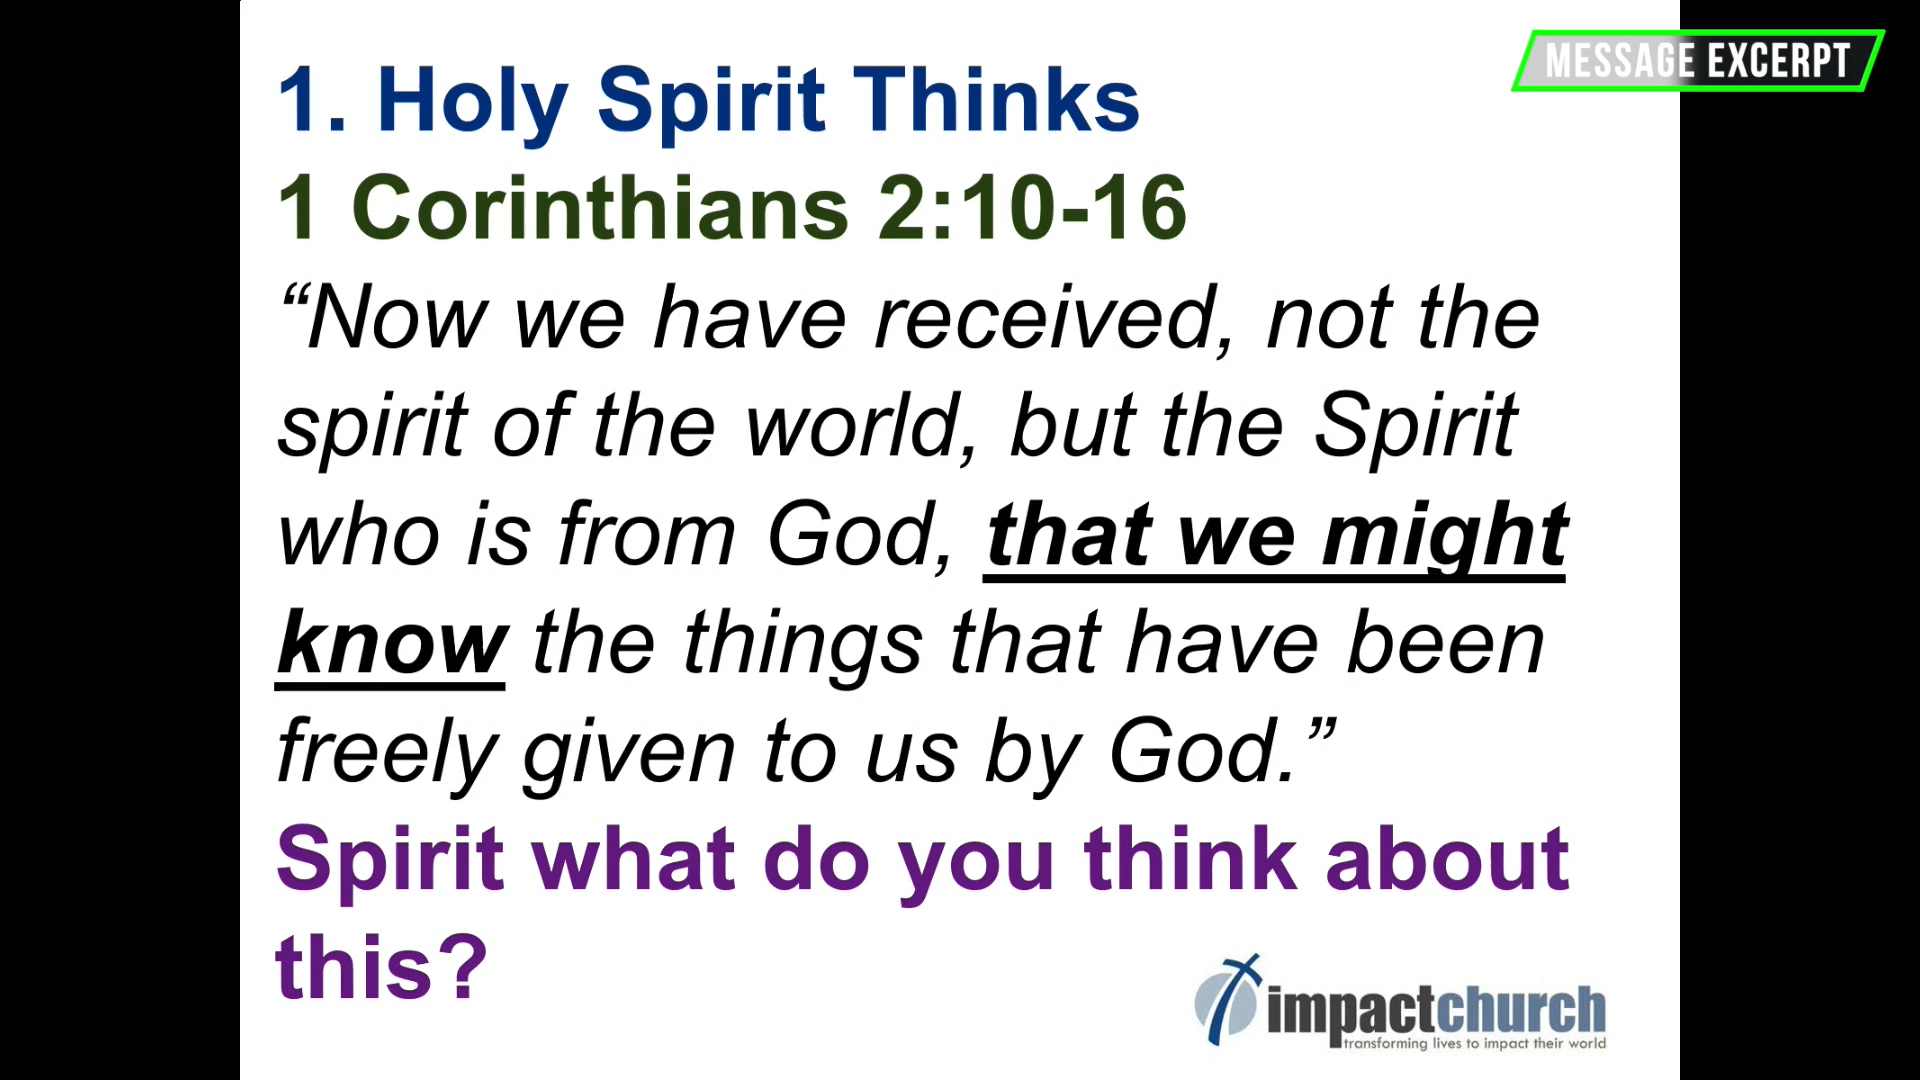 MESSAGE EXCERPT
1. Holy Spirit Thinks
1 Corinthians 2:10-16
“Now we have received, not the
spirit of the world, but the Spirit
who is from God, that we might
know the things that have been
freely given to us by God.”
Spirit what do you think about
this?
impactchurch
transforming lives to impact their world